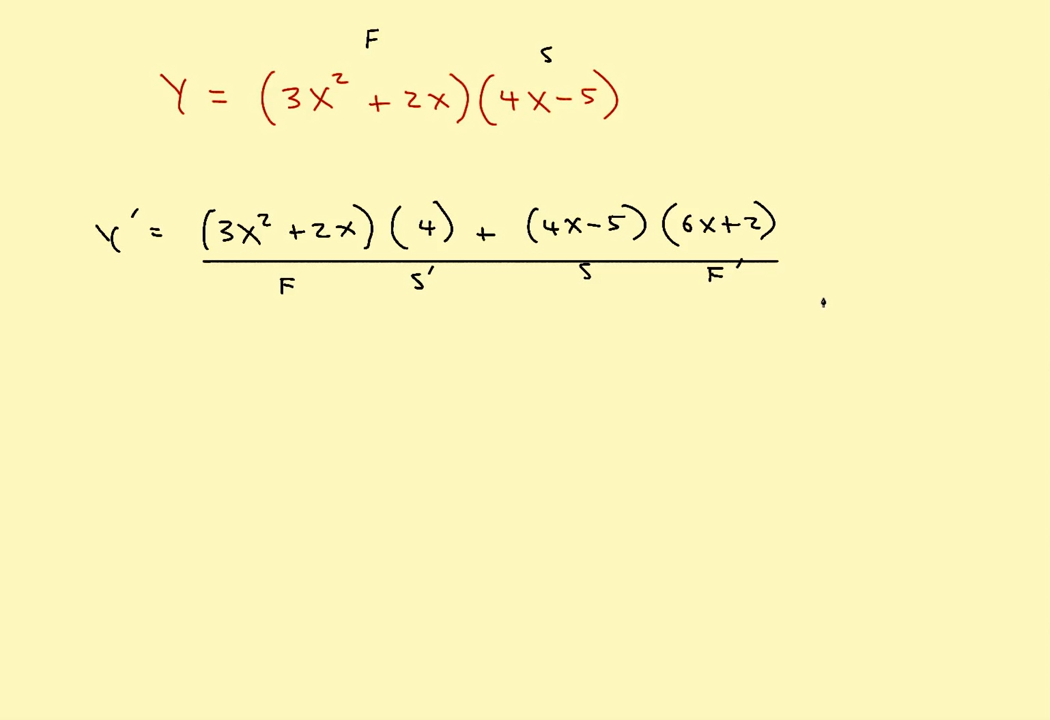 F S
Y = (3x² + 2x)(4x-5)
Y' = (3x² + 2x)(4) + (4x-5)(6x+2)
F S' S F'